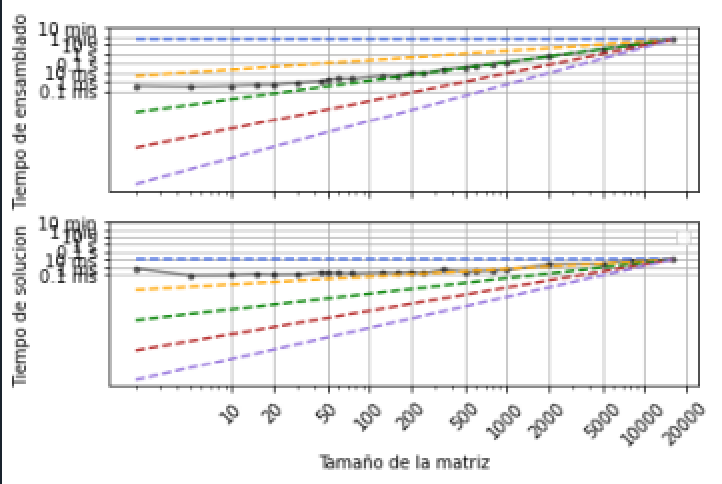 Tiempo de ensamblado
10 min
0.1 ms
Tiempo de solucion
10 min
0.1 ms
10 20 50 100 200 500 1000 2000 5000 10000 20000
Tamaño de la matriz